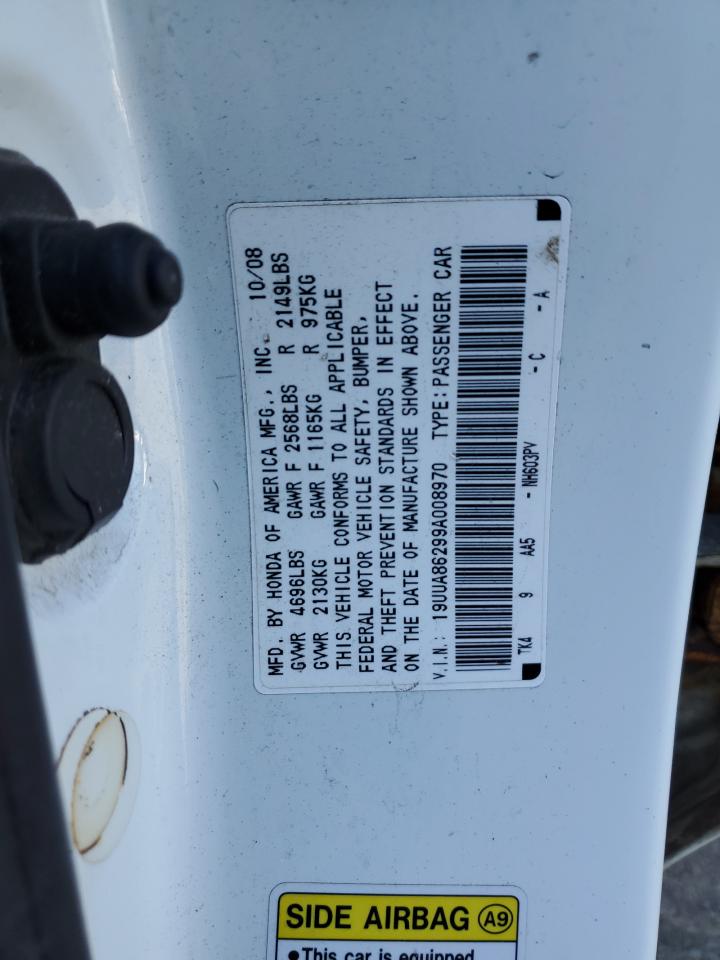 MFD. BY HONDA OF AMERICA MFG., INC. 10/08
GVWR 4696LBS GAWR F 2568LBS R 2149LBS
GVWR 2130KG GAWR F 1165KG R 975KG
THIS VEHICLE CONFORMS TO ALL APPLICABLE
FEDERAL MOTOR VEHICLE SAFETY, BUMPER,
AND THEFT PREVENTION STANDARDS IN EFFECT
ON THE DATE OF MANUFACTURE SHOWN ABOVE.
V.I.N.: 19UUA86299A008970 TYPE: PASSENGER CAR
TK4 9 AA5 -NH603PV -C -A
SIDE AIRBAG A9
•This car is equipped